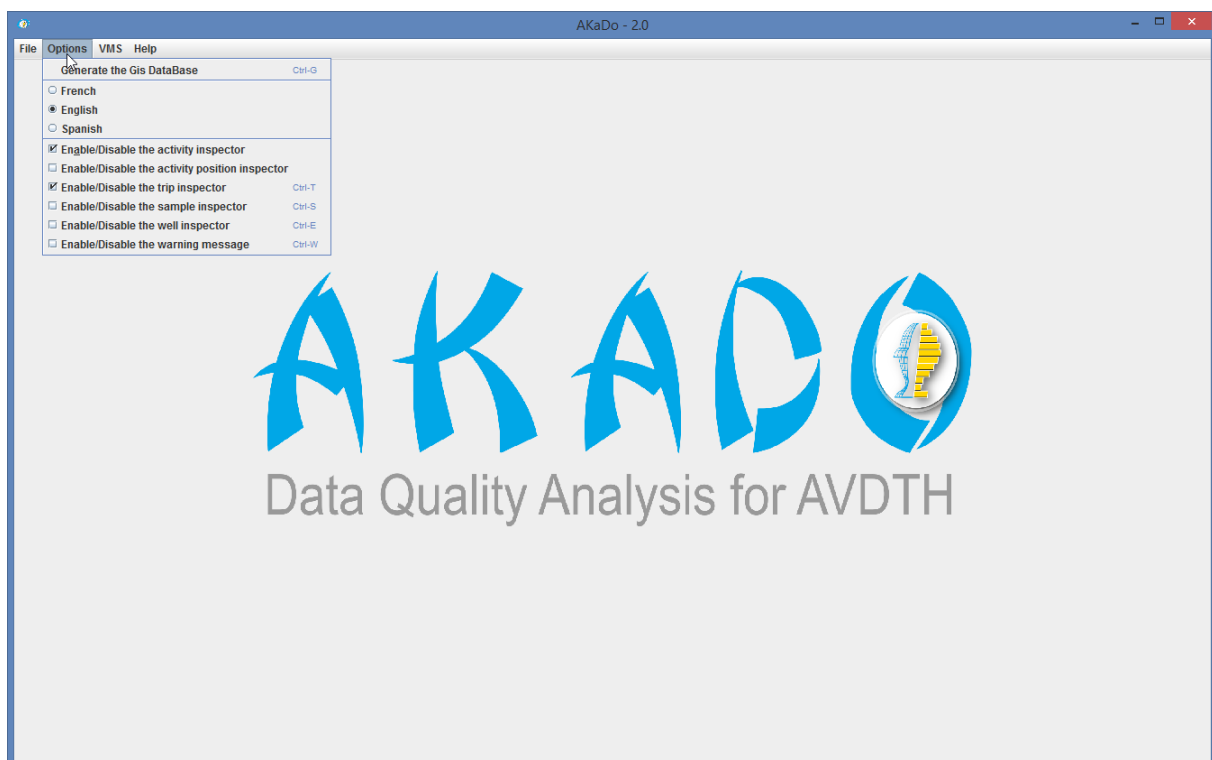 AKaDo - 2.0
File Options VMS Help
Generate the Gis DataBase Ctrl-G
French
English
Spanish
Enable/Disable the activity inspector
Enable/Disable the activity position inspector
Enable/Disable the trip inspector Ctrl-T
Enable/Disable the sample inspector Ctrl-S
Enable/Disable the well inspector Ctrl-E
Enable/Disable the warning message Ctrl-W
AKADO
Data Quality Analysis for AVDTH